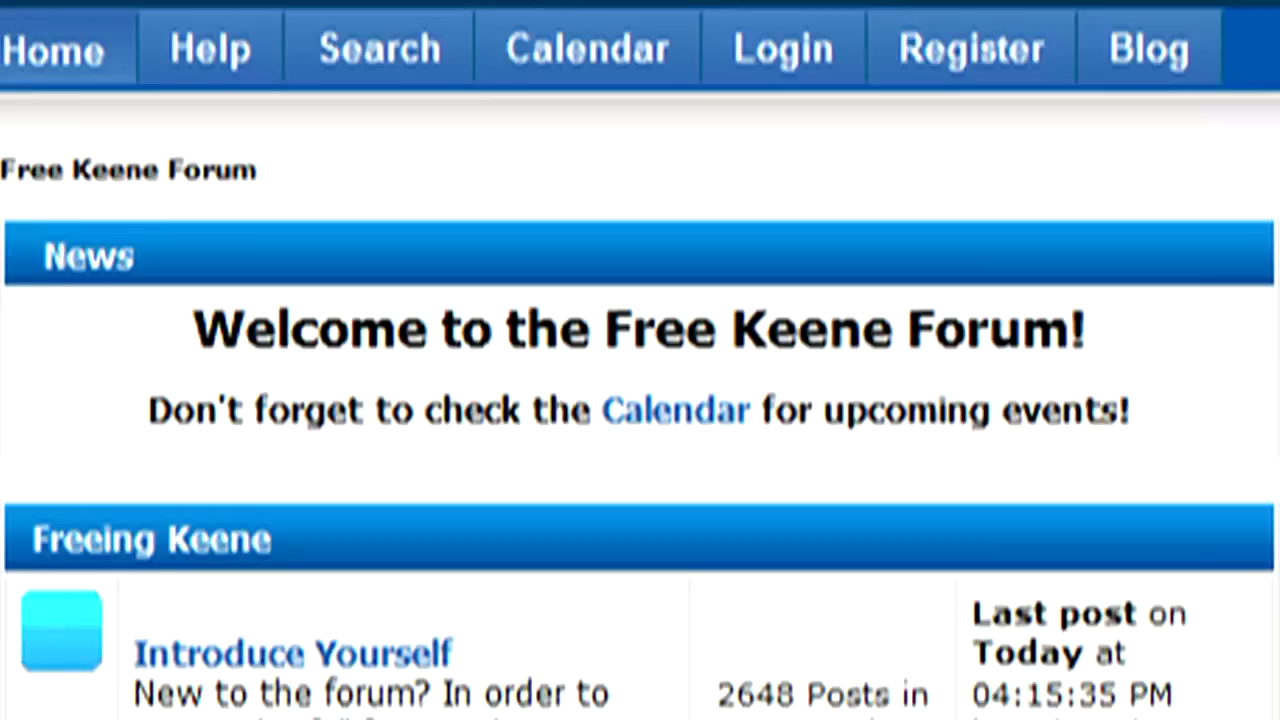 Home Help Search Calendar Login Register Blog
Free Keene Forum
News
Welcome to the Free Keene Forum!
Don't forget to check the Calendar for upcoming events!
Freeing Keene
Last post on
Introduce Yourself Today at
New to the forum? In order to 2648 Posts in 04:15:35 PM